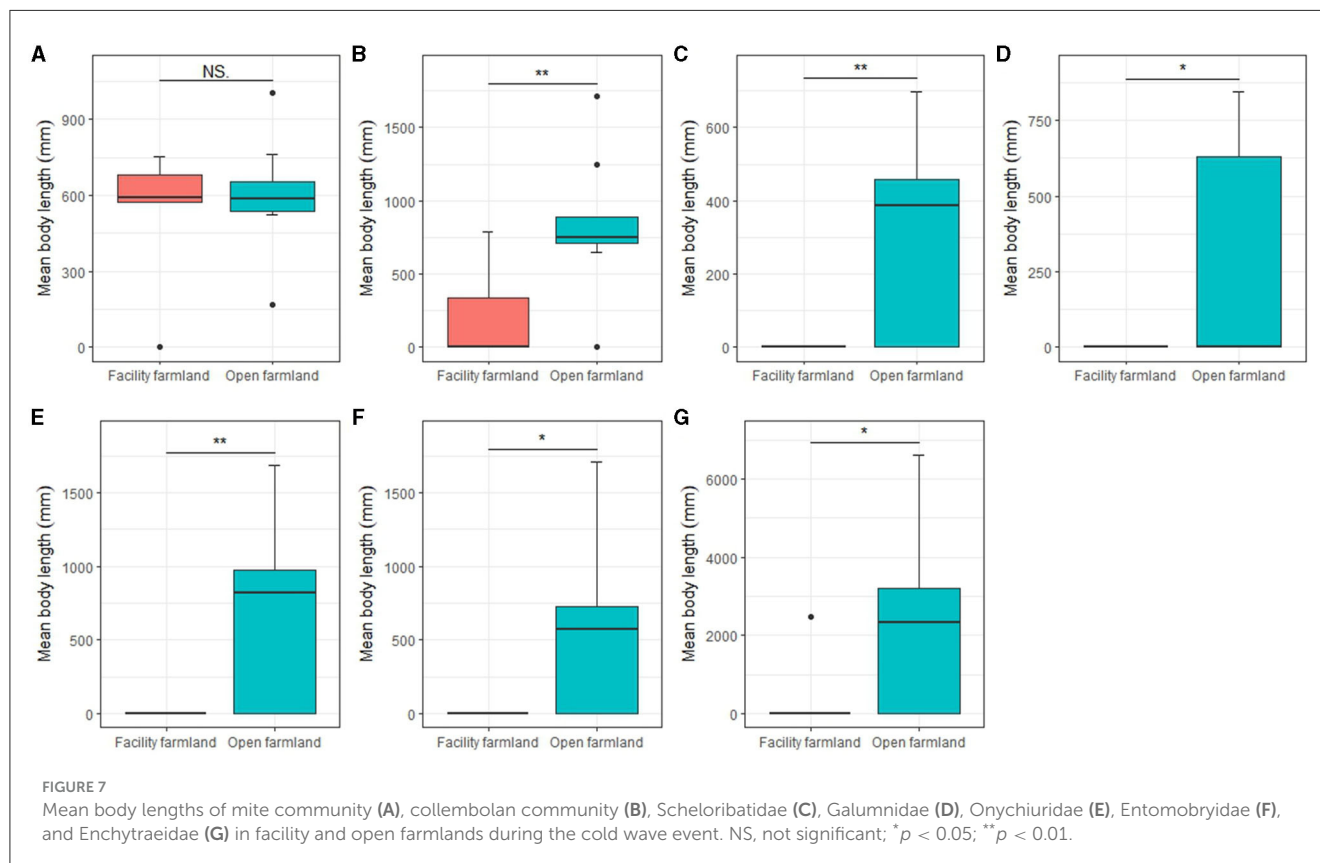 A
NS.
Mean body length (mm)
900
600
300
0
Facility farmland Open farmland
B
**
Mean body length (mm)
1500
1000
500
0
Facility farmland Open farmland
C
**
Mean body length (mm)
600
400
200
0
Facility farmland Open farmland
D
*
Mean body length (mm)
750
500
250
0
Facility farmland Open farmland
E
**
Mean body length (mm)
1500
1000
500
0
Facility farmland Open farmland
F
*
Mean body length (mm)
1500
1000
500
0
Facility farmland Open farmland
G
*
Mean body length (mm)
6000
4000
2000
0
Facility farmland Open farmland
FIGURE 7
Mean body lengths of mite community (A), collembolan community (B), Scheloribatidae (C), Galumnidae (D), Onychiuridae (E), Entomobryidae (F),
and Enchytraeidae (G) in facility and open farmlands during the cold wave event. NS, not significant; *p < 0.05; **p < 0.01.